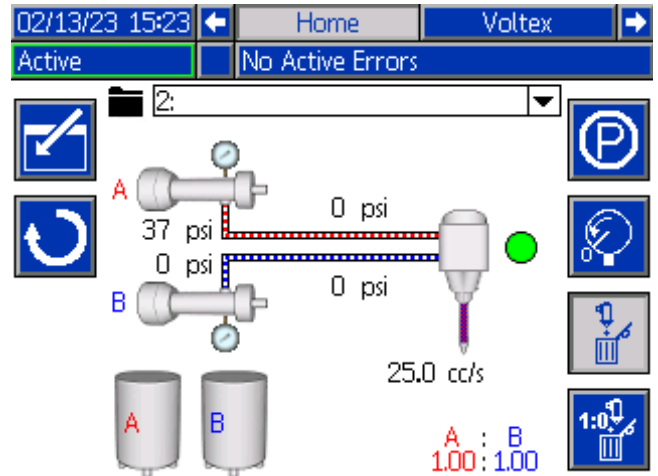 02/13/23 15:23 Home Voltex
Active No Active Errors
2:
P
A
0 psi
37 psi
0
0 psi
B
0 psi
25.0 cc/s
A B
1:0
A : B
1.00 : 1.00